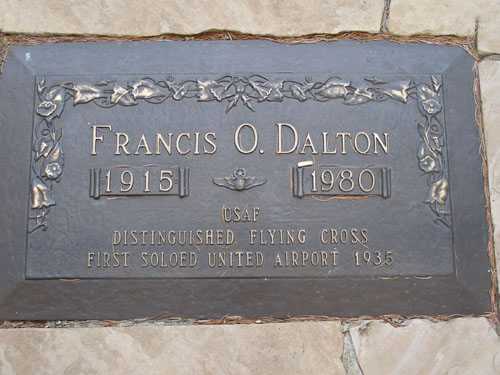 FRANCIS O. DALTON
1915 1980
USAF
DISTINGUISHED FLYING CROSS
FIRST SOLOED UNITED AIRPORT 1935